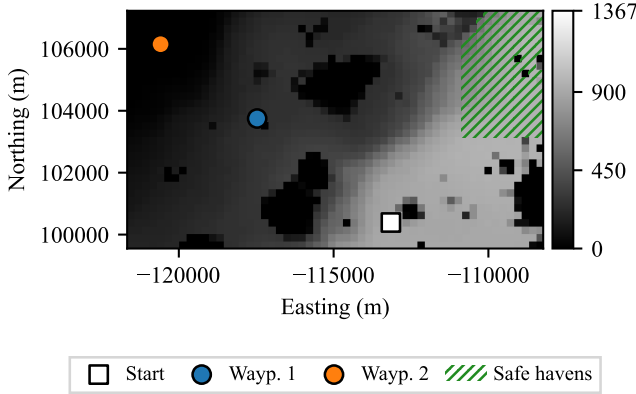 106000
104000
102000
100000
Northing (m)
−120000
−115000
−110000
Easting (m)
1367
900
450
0
Start
Wayp. 1
Wayp. 2
Safe havens